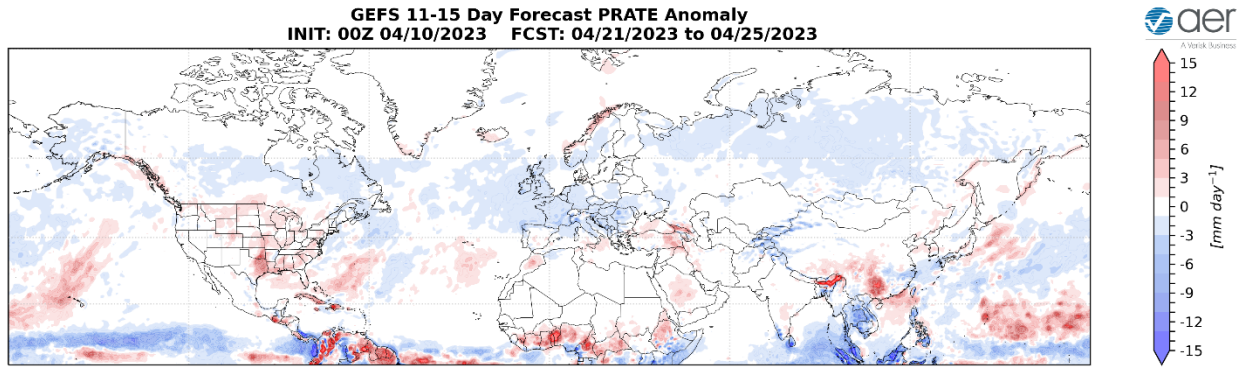 GEFS 11-15 Day Forecast PRATE Anomaly
INIT: 00Z 04/10/2023 FCST: 04/21/2023 to 04/25/2023
aer
A Verisk Business
15
12
9
6
3
0
-3
-6
-9
-12
-15
[mm day⁻¹]